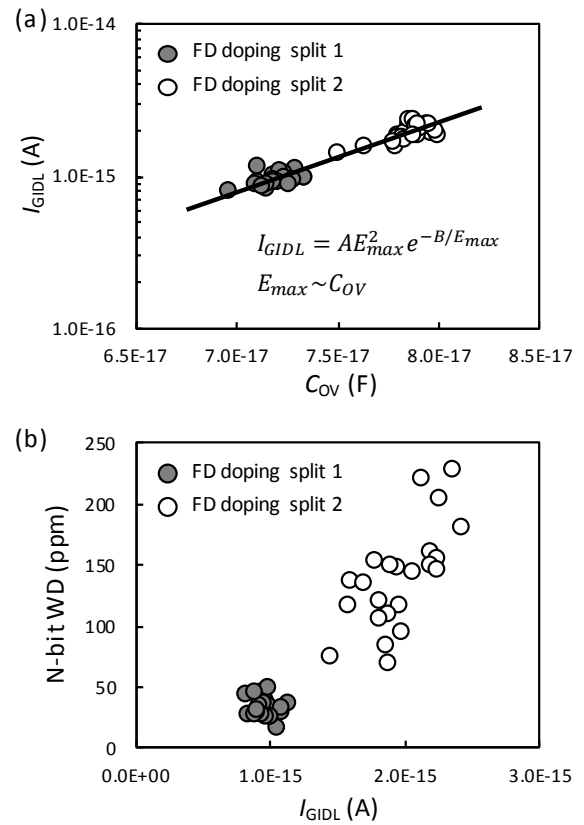 (a)
1.0E-14
FD doping split 1
FD doping split 2
I_GIDL (A)
1.0E-15
I_GIDL = AE_max^2 e^{-B/E_max}
E_max~C_OV
1.0E-16
6.5E-17 7.0E-17 7.5E-17 8.0E-17 8.5E-17
C_OV (F)
(b)
250
FD doping split 1
FD doping split 2
200
N-bit WD (ppm)
150
100
50
0
0.0E+00 1.0E-15 2.0E-15 3.0E-15
I_GIDL (A)